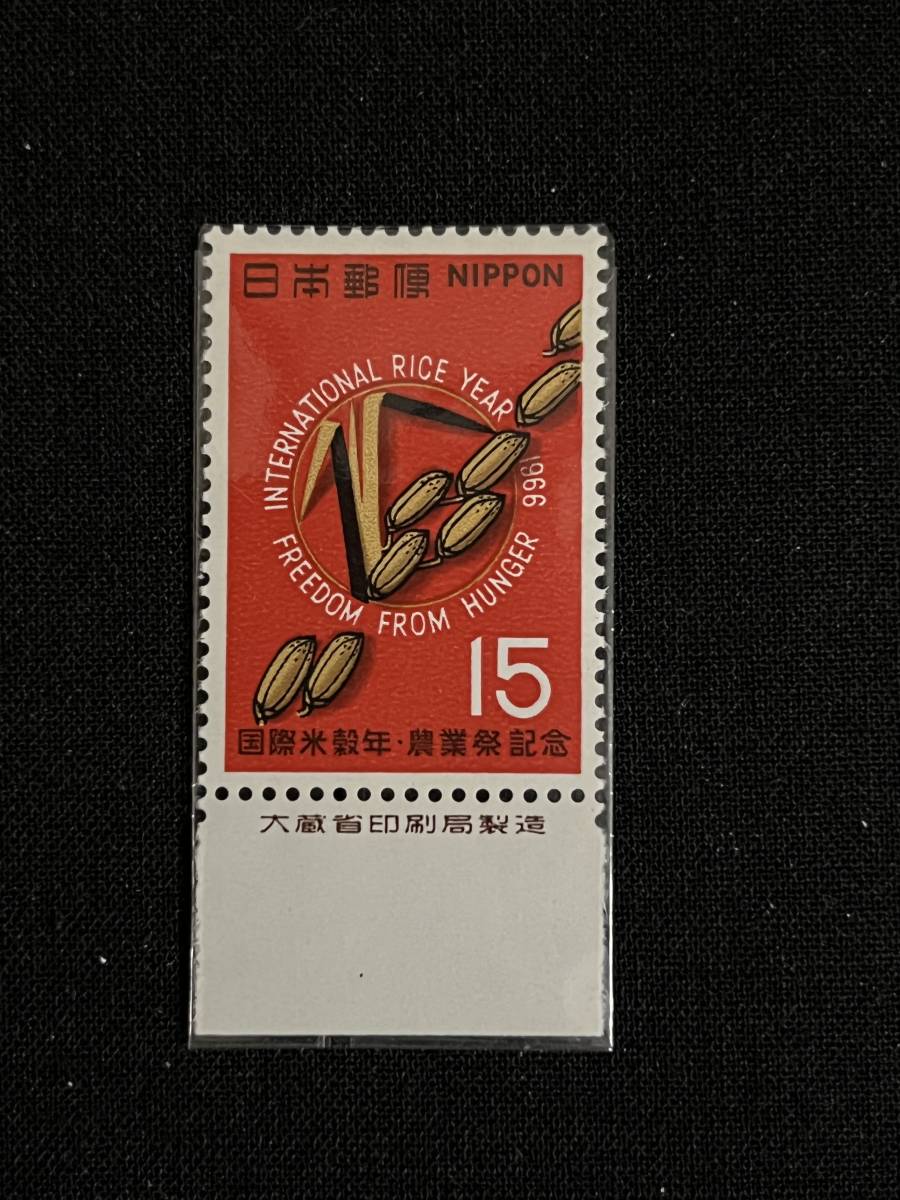 日本郵便 NIPPON
INTERNATIONAL RICE YEAR 1966
FREEDOM FROM HUNGER
15
国際米穀年・農業祭記念
大蔵省印刷局製造